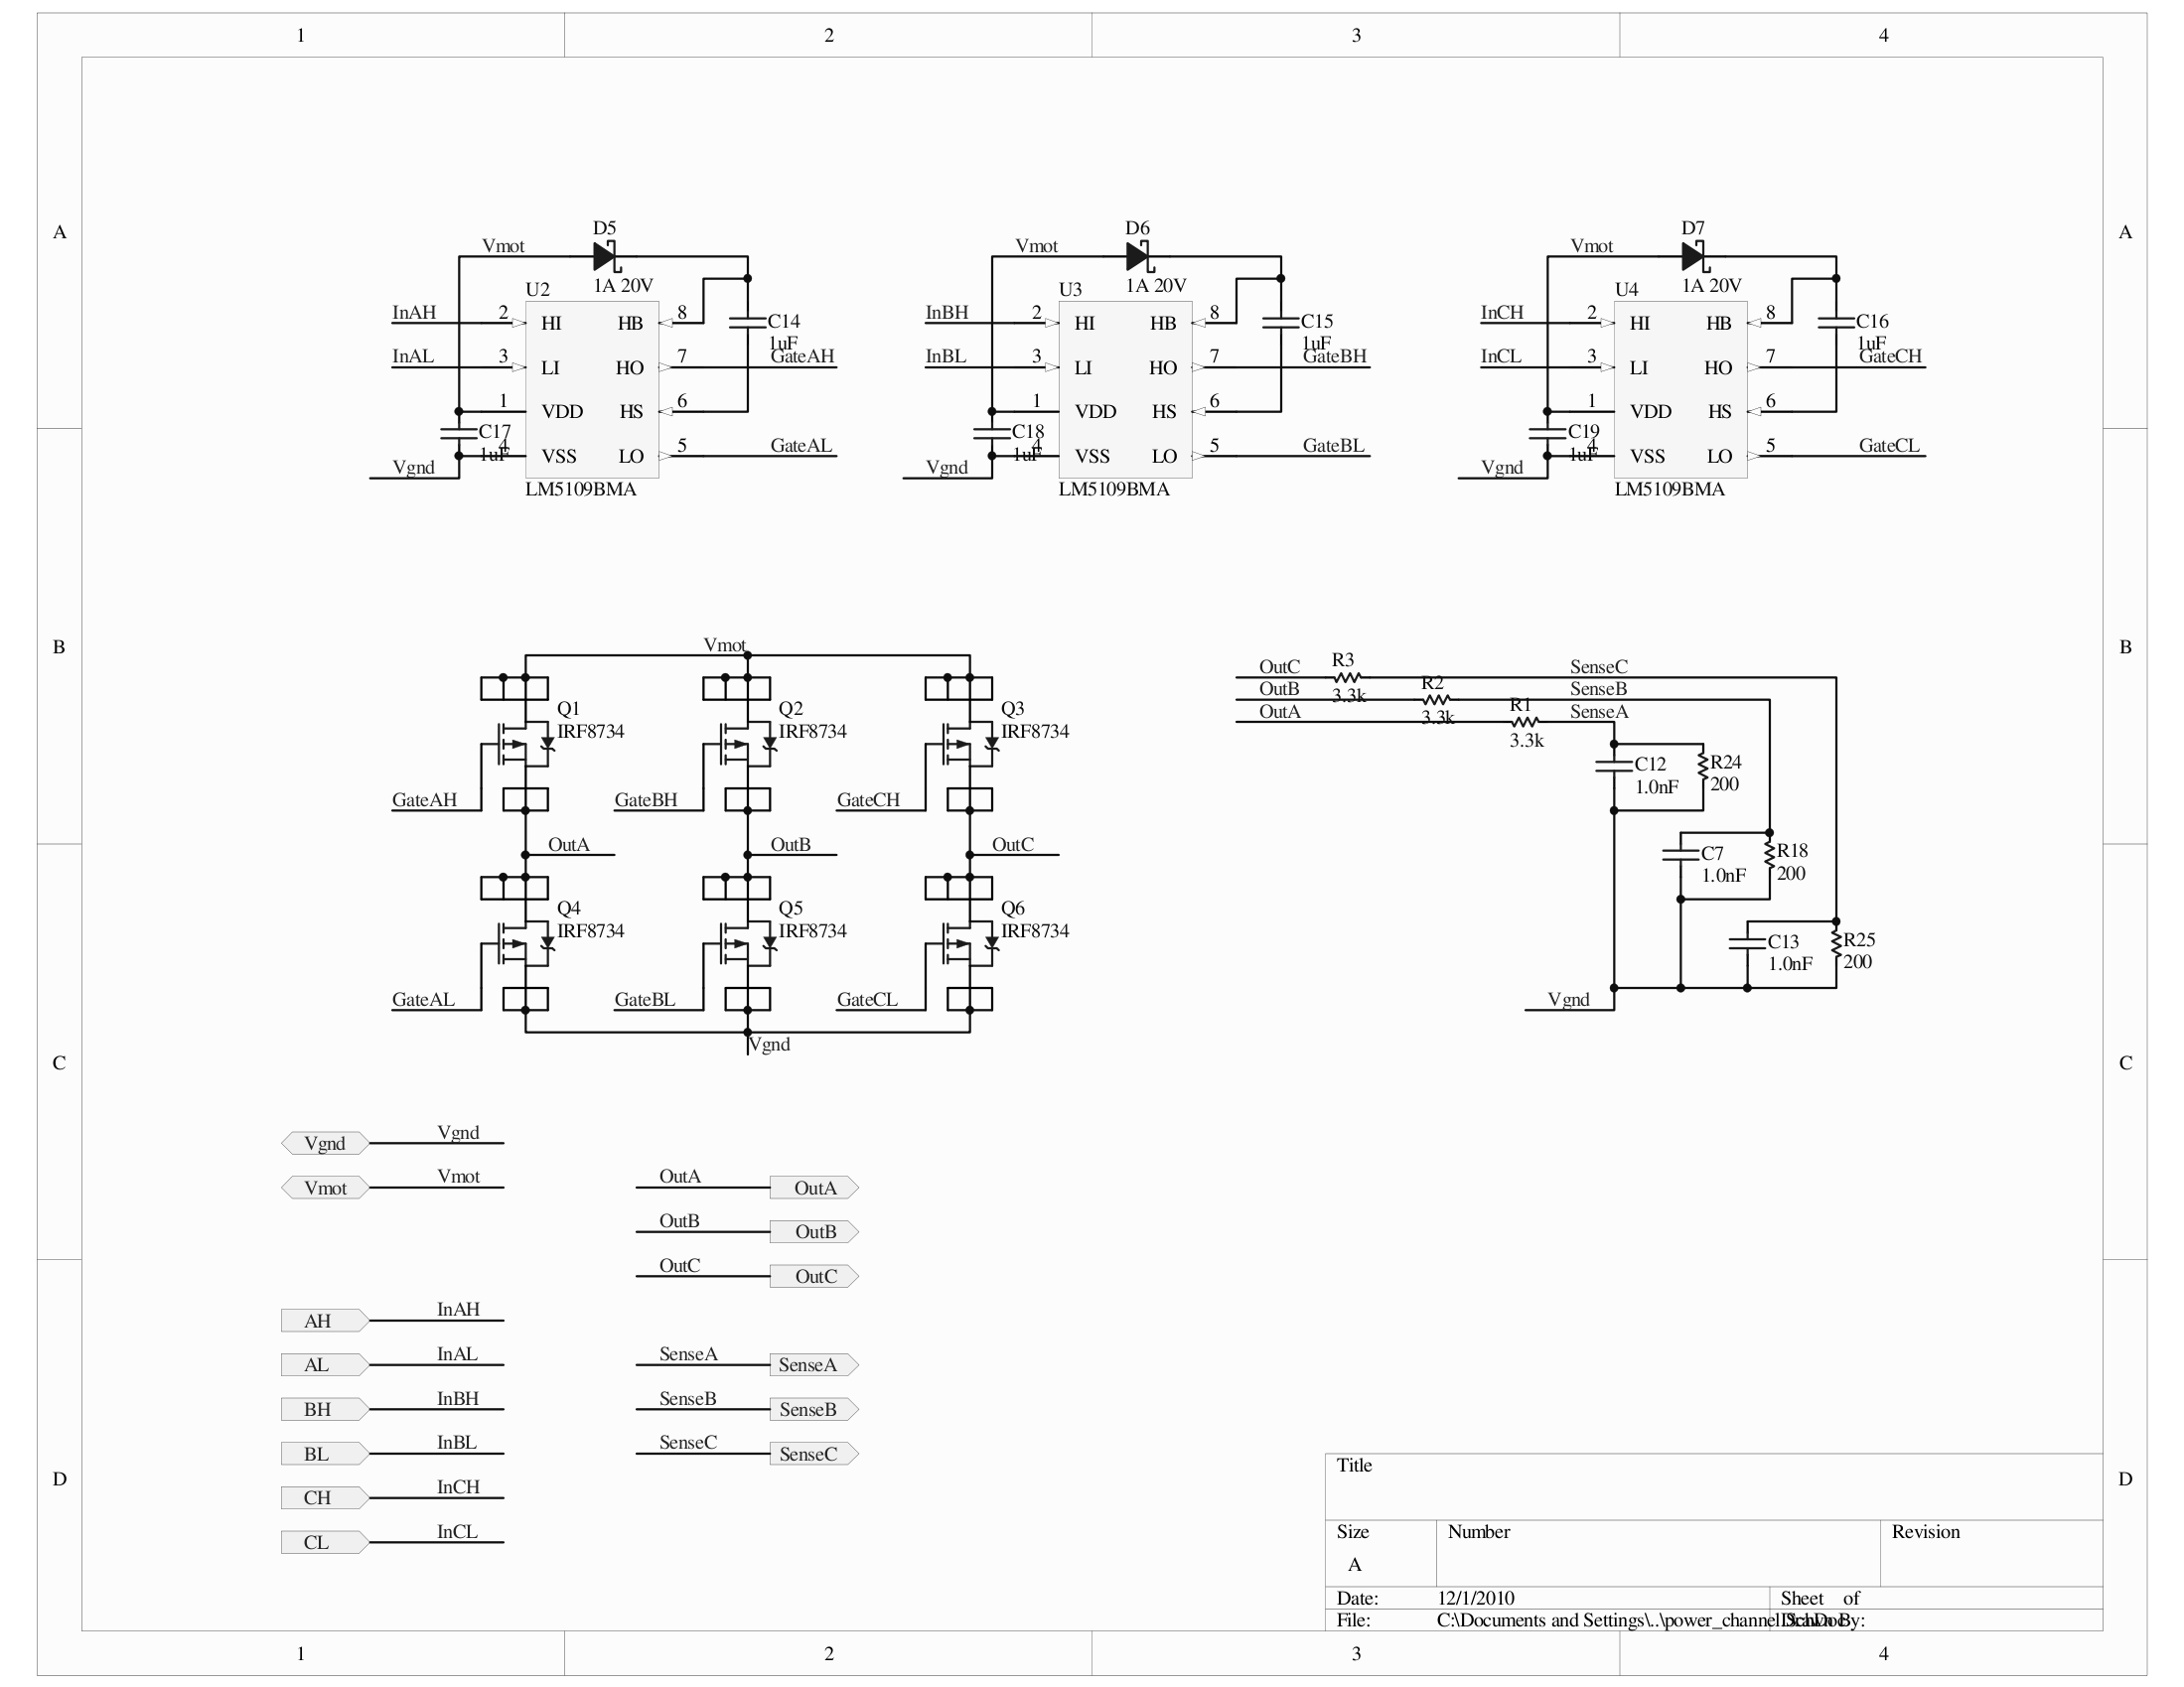 1 2 3 4
A A
D5 D6 D7
Vmot Vmot Vmot
1A 20V 1A 20V 1A 20V
U2 U3 U4
InAH 2 HI HB 8 C14 InBH 2 HI HB 8 C15 InCH 2 HI HB 8 C16
1uF 1uF 1uF
InAL 3 LI HO 7 GateAH InBL 3 LI HO 7 GateBH InCL 3 LI HO 7 GateCH
1 VDD HS 6 1 VDD HS 6 1 VDD HS 6
C17 C18 C19
1uF 4 VSS LO 5 GateAL 1uF 4 VSS LO 5 GateBL 1uF 4 VSS LO 5 GateCL
Vgnd Vgnd Vgnd
LM5109BMA LM5109BMA LM5109BMA
B B
Vmot
Q1 Q2 Q3
IRF8734 IRF8734 IRF8734
GateAH GateBH GateCH
OutA OutB OutC
Q4 Q5 Q6
IRF8734 IRF8734 IRF8734
GateAL GateBL GateCL
Vgnd
OutC R3 SenseC
3.3k
OutB R2 SenseB
3.3k
OutA R1 SenseA
3.3k
C12 R24
1.0nF 200
C7 R18
1.0nF 200
C13 R25
1.0nF 200
Vgnd
C C
Vgnd Vgnd
Vmot Vmot
OutA OutA
OutB OutB
OutC OutC
AH InAH
AL InAL
BH InBH
BL InBL
CH InCH
CL InCL
SenseA SenseA
SenseB SenseB
SenseC SenseC
D D
Title
Size Number Revision
A
Date: 12/1/2010 Sheet of
File: C:\Documents and Settings\..\power_channel.SchDoc Drawn By:
1 2 3 4